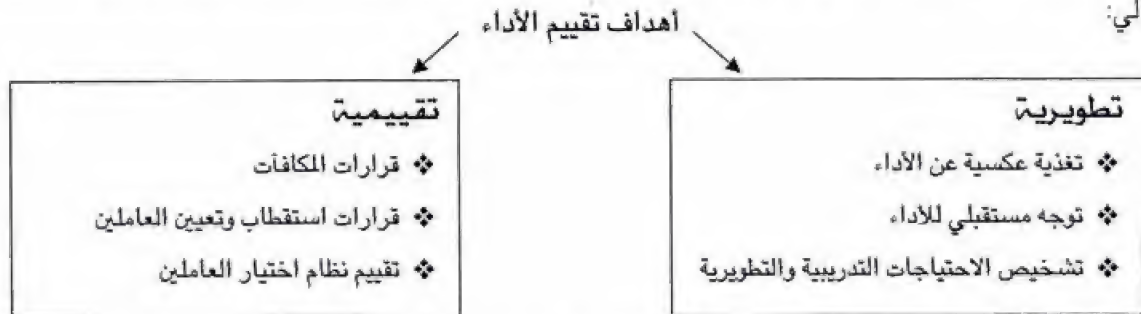 لي:
أهداف تقييم الأداء
تطويرية
❖ تغذية عكسية عن الأداء
❖ توجه مستقبلي للأداء
❖ تشخيص الاحتياجات التدريبية والتطويرية
تقييمية
❖ قرارات المكافآت
❖ قرارات استقطاب وتعيين العاملين
❖ تقييم نظام اختيار العاملين